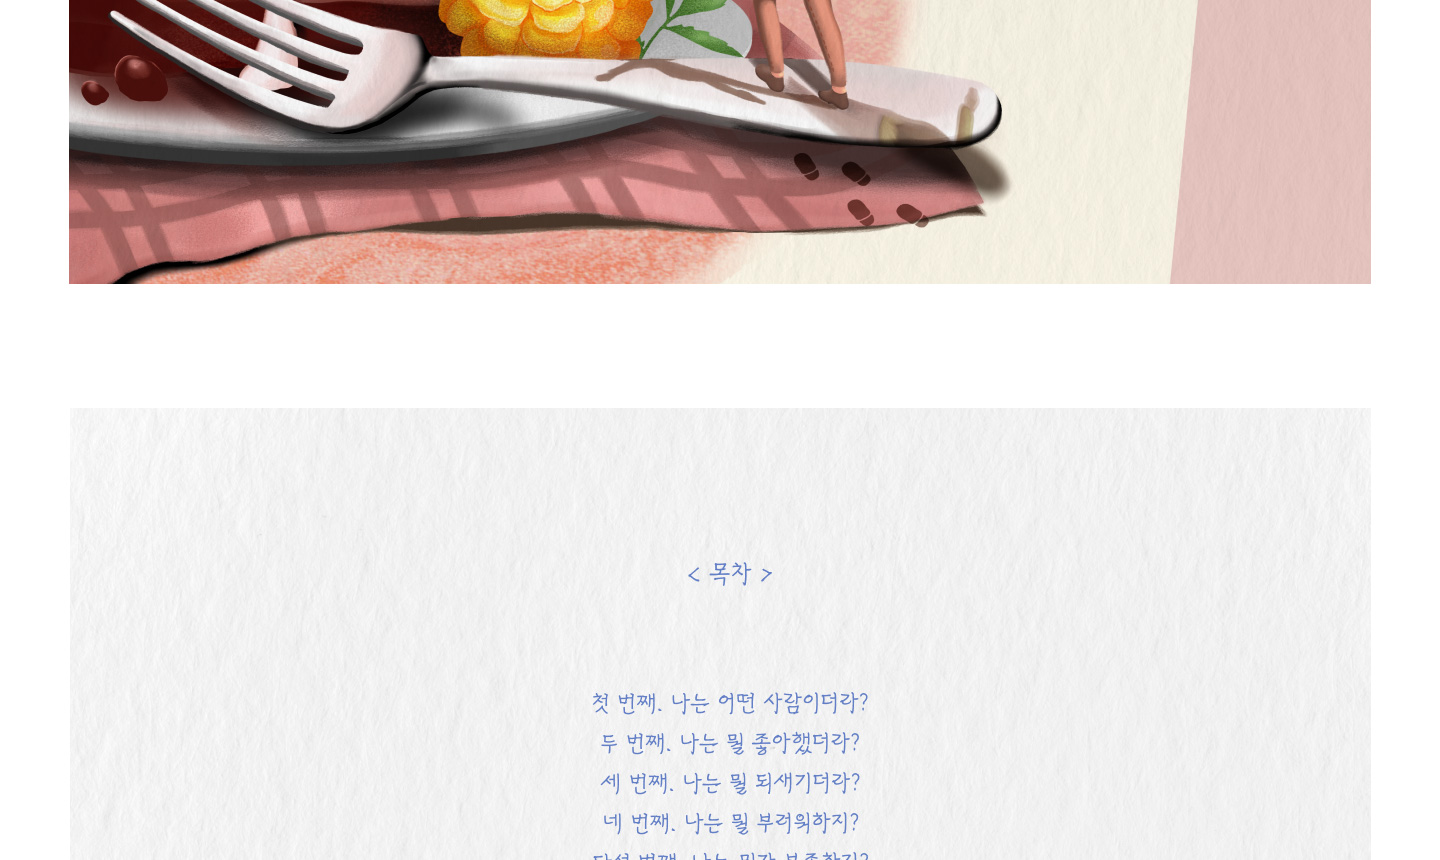 < 목차 >
첫 번째. 나는 어떤 사람이더라?
두 번째. 나는 뭘 좋아했더라?
세 번째. 나는 뭘 되새기더라?
네 번째. 나는 뭘 부러워하지?